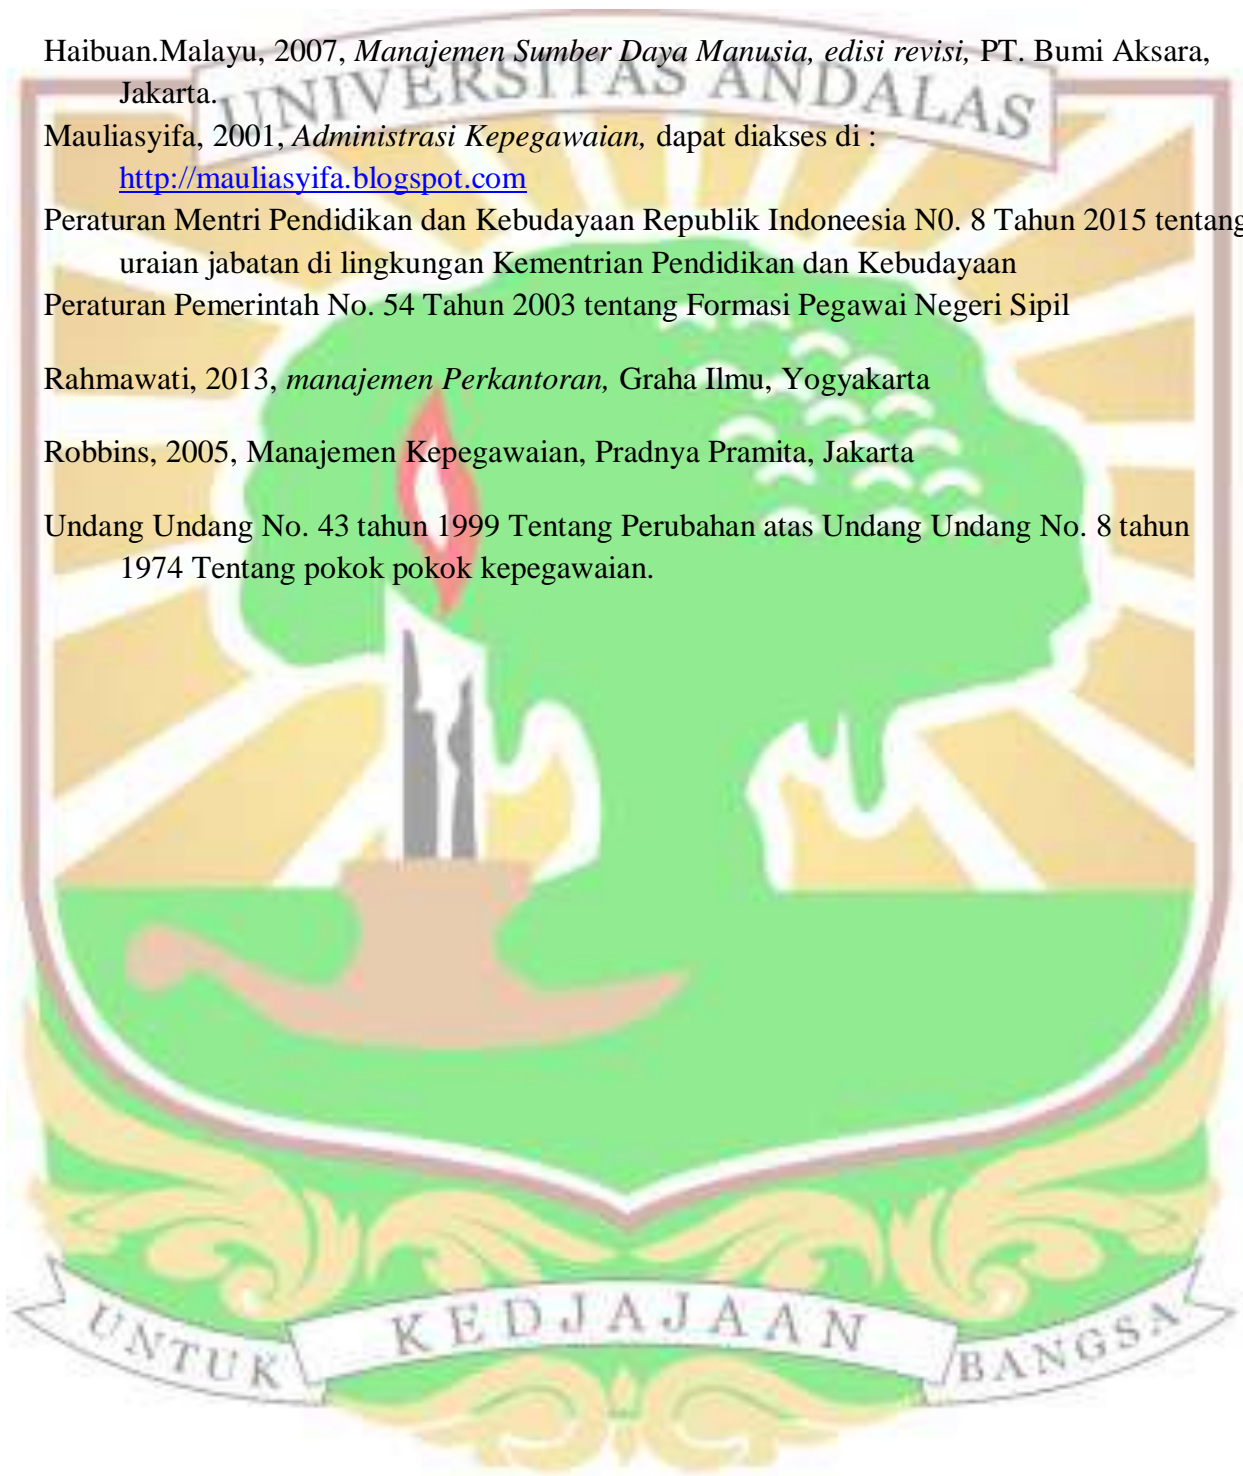 Haibuan.Malayu, 2007, Manajemen Sumber Daya Manusia, edisi revisi, PT. Bumi Aksara,
Jakarta.
UNIVERSITAS ANDALAS
Mauliasyifa, 2001, Administrasi Kepegawaian, dapat diakses di :
http://mauliasyifa.blogspot.com
Peraturan Mentri Pendidikan dan Kebudayaan Republik Indoneesia N0. 8 Tahun 2015 tentang
uraian jabatan di lingkungan Kementrian Pendidikan dan Kebudayaan
Peraturan Pemerintah No. 54 Tahun 2003 tentang Formasi Pegawai Negeri Sipil
Rahmawati, 2013, manajemen Perkantoran, Graha Ilmu, Yogyakarta
Robbins, 2005, Manajemen Kepegawaian, Pradnya Pramita, Jakarta
Undang Undang No. 43 tahun 1999 Tentang Perubahan atas Undang Undang No. 8 tahun
1974 Tentang pokok pokok kepegawaian.
UNTUK KEDJAJAAN BANGSA